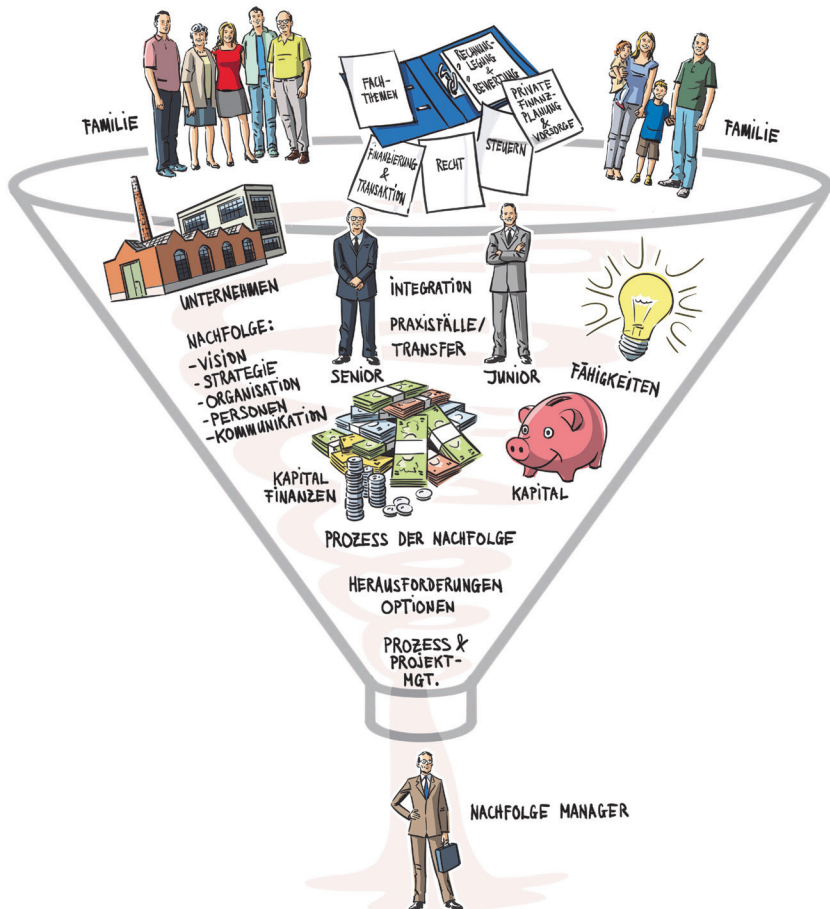 FAMILIE
FACH-
THEMEN
RECHNUNGS-
LEGUNG
&
BEWERTUNG
PRIVATE
FINANZ-
PLANUNG
&
VORSORGE
FINANZIERUNG
&
TRANSAKTION
RECHT
STEUERN
FAMILIE
UNTERNEHMEN
NACHFOLGE:
-VISION
-STRATEGIE
-ORGANISATION
-PERSONEN
-KOMMUNIKATION
INTEGRATION
PRAXISFÄLLE/
TRANSFER
SENIOR
JUNIOR
FÄHIGKEITEN
KAPITAL
FINANZEN
KAPITAL
PROZESS DER NACHFOLGE
HERAUSFORDERUNGEN
OPTIONEN
PROZESS &
PROJEKT-
MGT.
NACHFOLGE MANAGER